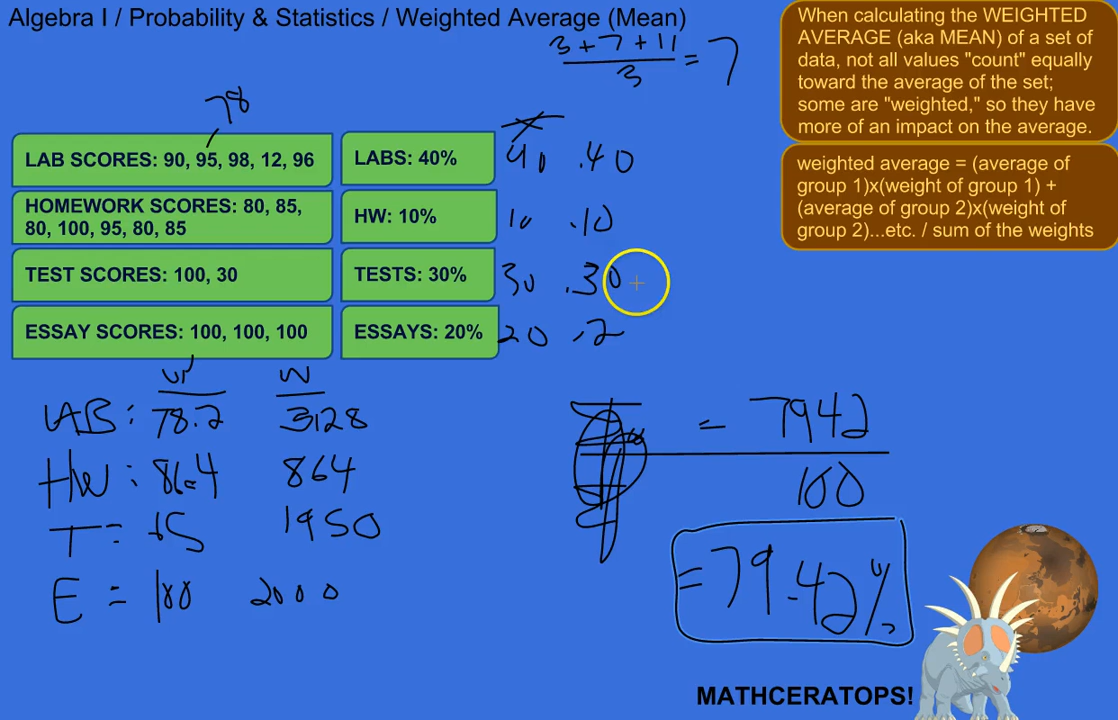 Algebra I / Probability & Statistics / Weighted Average (Mean)
3 + 7 + 11
3
= 7
When calculating the WEIGHTED
AVERAGE (aka MEAN) of a set of
data, not all values "count" equally
toward the average of the set;
some are "weighted," so they have
more of an impact on the average.
weighted average = (average of
group 1)x(weight of group 1) +
(average of group 2)x(weight of
group 2)...etc. / sum of the weights
78
LAB SCORES: 90, 95, 98, 12, 96
LABS: 40%
40 .40
HOMEWORK SCORES: 80, 85,
80, 100, 95, 80, 85
HW: 10%
10 .10
TEST SCORES: 100, 30
TESTS: 30%
30 .30
ESSAY SCORES: 100, 100, 100
ESSAYS: 20%
20 .2
W
LAB: 78.2 3128
HW: 86.4 864
T = 65 1950
E = 100 2000
= 7942
100
= 79.42%
MATHCERATOPS!